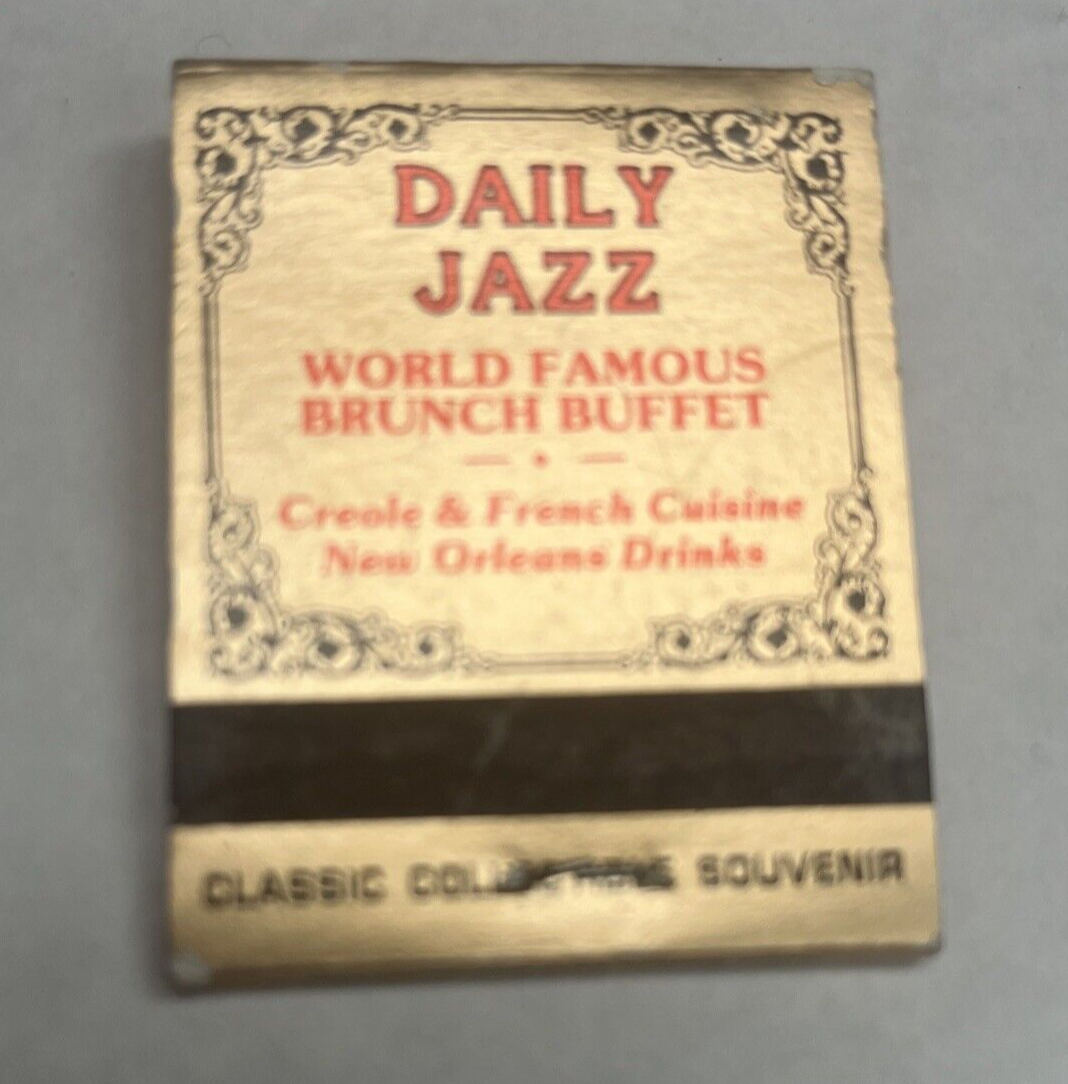 DAILY
JAZZ
WORLD FAMOUS
BRUNCH BUFFET
Creole & French Cuisine
New Orleans Drinks
CLASSIC SOUVENIR